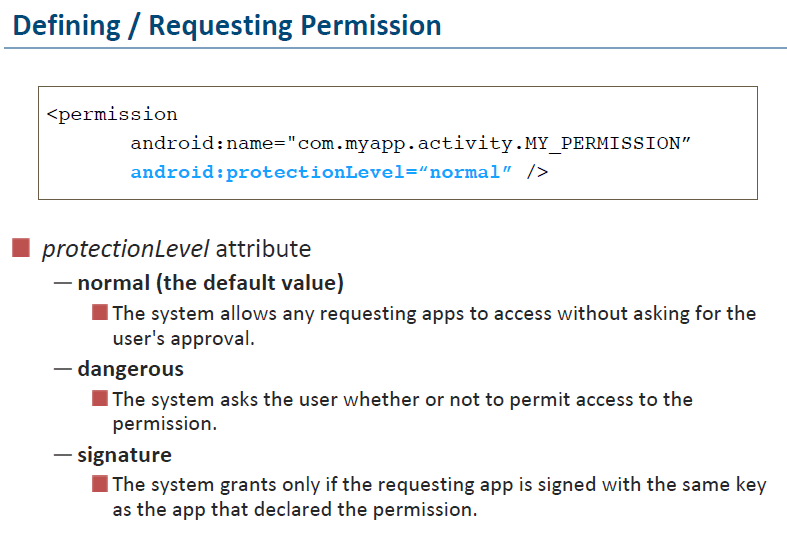 Defining / Requesting Permission
<permission
android:name="com.myapp.activity.MY_PERMISSION”
android:protectionLevel=“normal” />
protectionLevel attribute
— normal (the default value)
The system allows any requesting apps to access without asking for the
user's approval.
— dangerous
The system asks the user whether or not to permit access to the
permission.
— signature
The system grants only if the requesting app is signed with the same key
as the app that declared the permission.